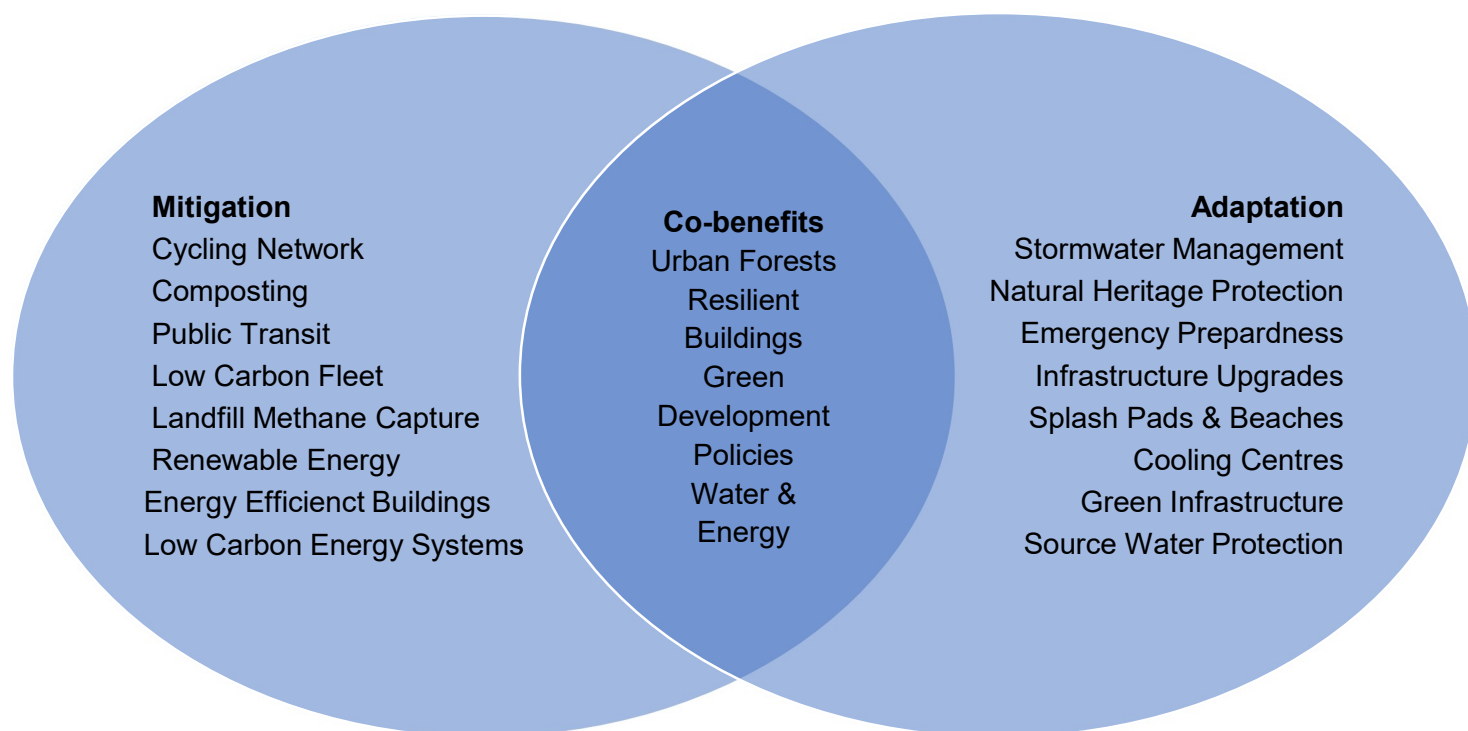 Mitigation
Cycling Network
Composting
Public Transit
Low Carbon Fleet
Landfill Methane Capture
Renewable Energy
Energy Efficienct Buildings
Low Carbon Energy Systems
Co-benefits
Urban Forests
Resilient
Buildings
Green
Development
Policies
Water &
Energy
Adaptation
Stormwater Management
Natural Heritage Protection
Emergency Prepardness
Infrastructure Upgrades
Splash Pads & Beaches
Cooling Centres
Green Infrastructure
Source Water Protection